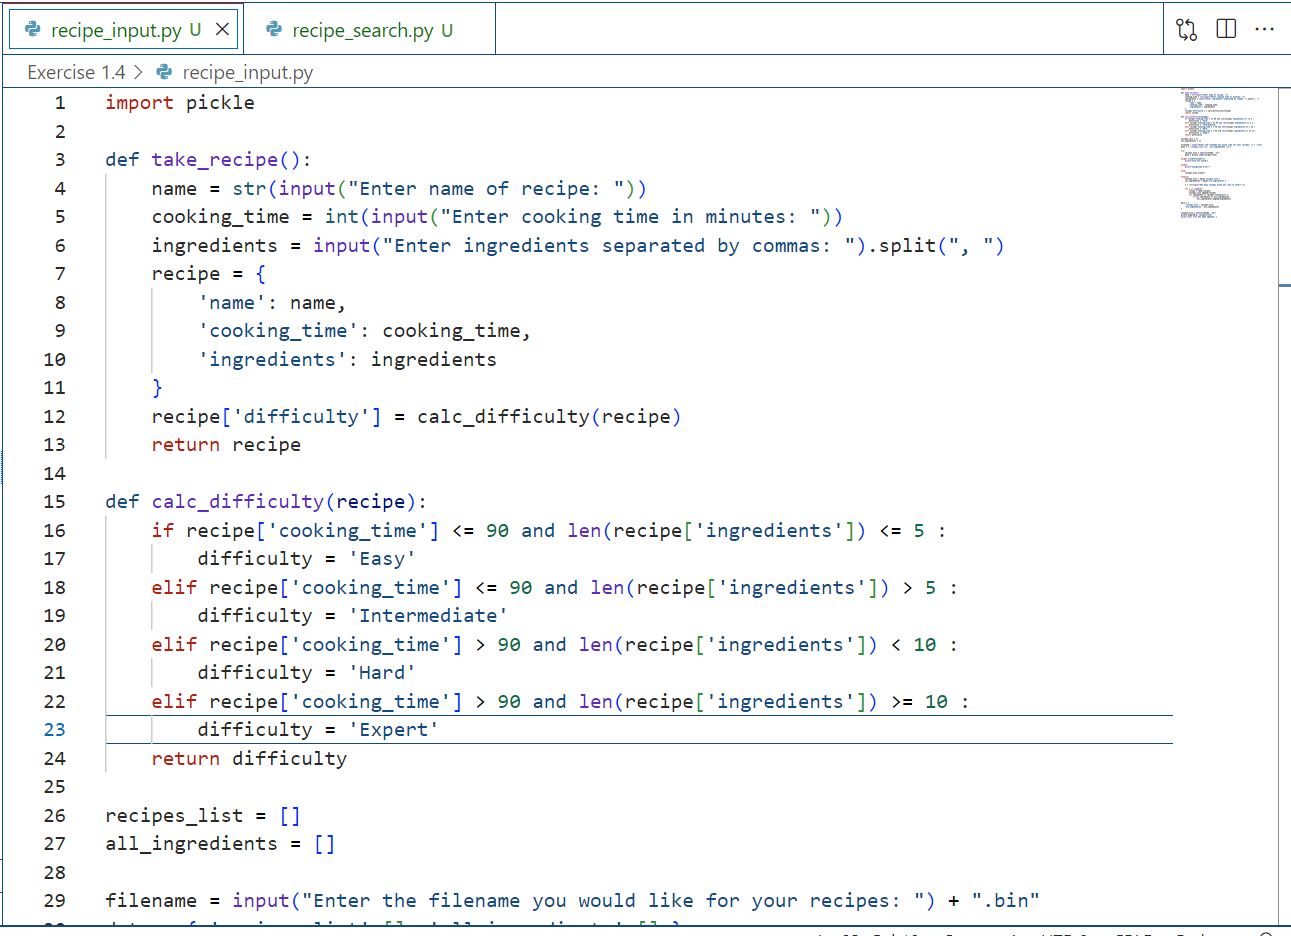 recipe_input.py U
recipe_search.py U
Exercise 1.4 > recipe_input.py
1 import pickle
2
3 def take_recipe():
4     name = str(input("Enter name of recipe: "))
5     cooking_time = int(input("Enter cooking time in minutes: "))
6     ingredients = input("Enter ingredients separated by commas: ").split(", ")
7     recipe = {
8         'name': name,
9         'cooking_time': cooking_time,
10         'ingredients': ingredients
11     }
12     recipe['difficulty'] = calc_difficulty(recipe)
13     return recipe
14
15 def calc_difficulty(recipe):
16     if recipe['cooking_time'] <= 90 and len(recipe['ingredients']) <= 5 :
17         difficulty = 'Easy'
18     elif recipe['cooking_time'] <= 90 and len(recipe['ingredients']) > 5 :
19         difficulty = 'Intermediate'
20     elif recipe['cooking_time'] > 90 and len(recipe['ingredients']) < 10 :
21         difficulty = 'Hard'
22     elif recipe['cooking_time'] > 90 and len(recipe['ingredients']) >= 10 :
23         difficulty = 'Expert'
24     return difficulty
25
26 recipes_list = []
27 all_ingredients = []
28
29 filename = input("Enter the filename you would like for your recipes: ") + ".bin"